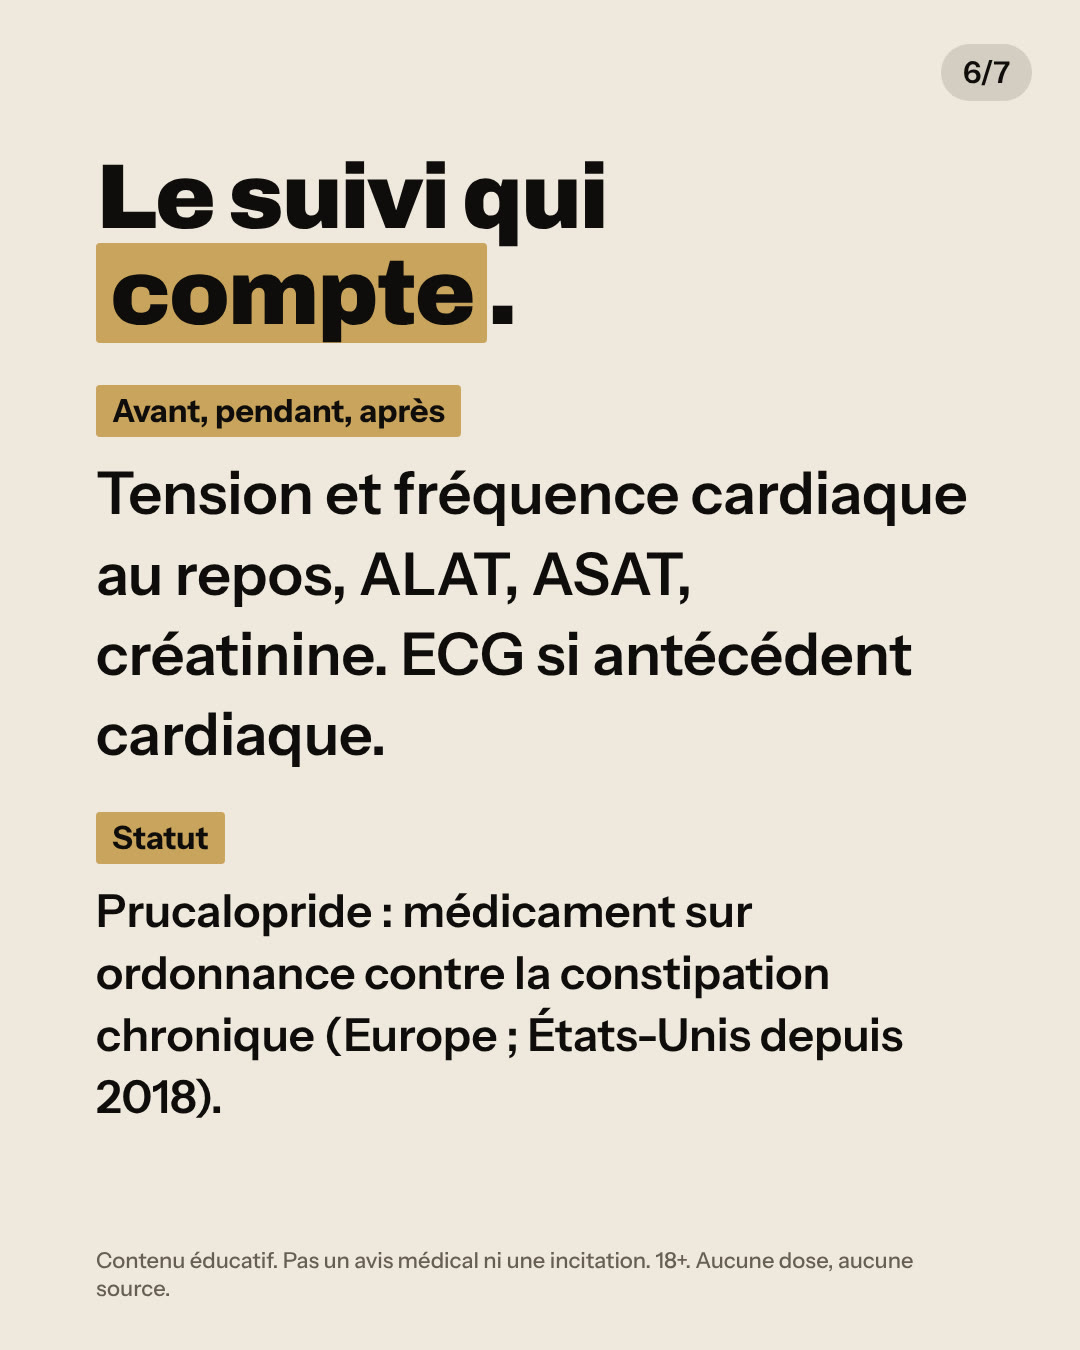 6/7
Le suivi qui
compte.
Avant, pendant, après
Tension et fréquence cardiaque
au repos, ALAT, ASAT,
créatinine. ECG si antécédent
cardiaque.
Statut
Prucalopride : médicament sur
ordonnance contre la constipation
chronique (Europe ; États-Unis depuis
2018).
Contenu éducatif. Pas un avis médical ni une incitation. 18+. Aucune dose, aucune
source.